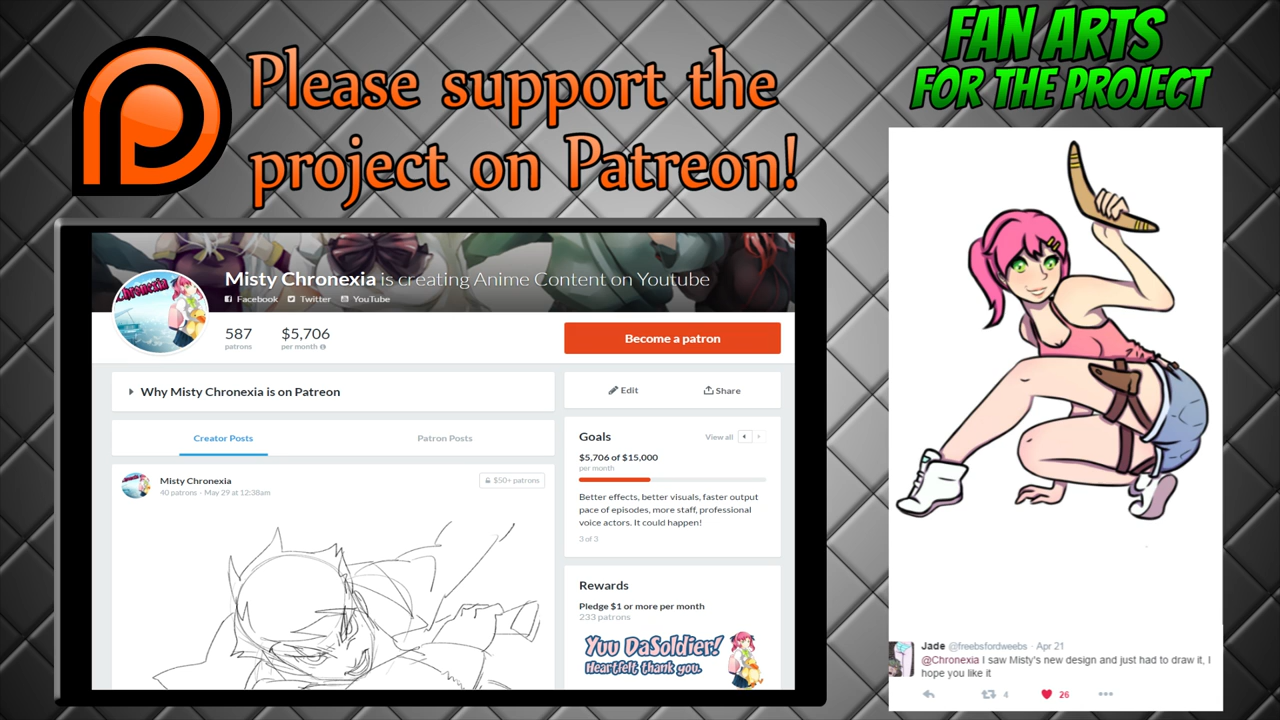 Please support the
project on Patreon!
FAN ARTS
FOR THE PROJECT
Chronexia
Misty Chronexia is creating Anime Content on Youtube
Facebook Twitter YouTube
587
patrons
$5,706
per month
Become a patron
Why Misty Chronexia is on Patreon
Edit Share
Creator Posts Patron Posts
Goals View all
$5,706 of $15,000
per month
Better effects, better visuals, faster output
pace of episodes, more staff, professional
voice actors. It could happen!
3 of 3
Misty Chronexia
40 patrons · May 29 at 12:38am
$50+ patrons
Rewards
Pledge $1 or more per month
233 patrons
Yuu DaSoldier!
Heartfelt thank you.
Jade @freebsfordweebs · Apr 21
@Chronexia I saw Misty's new design and just had to draw it, I
hope you like it
4 26